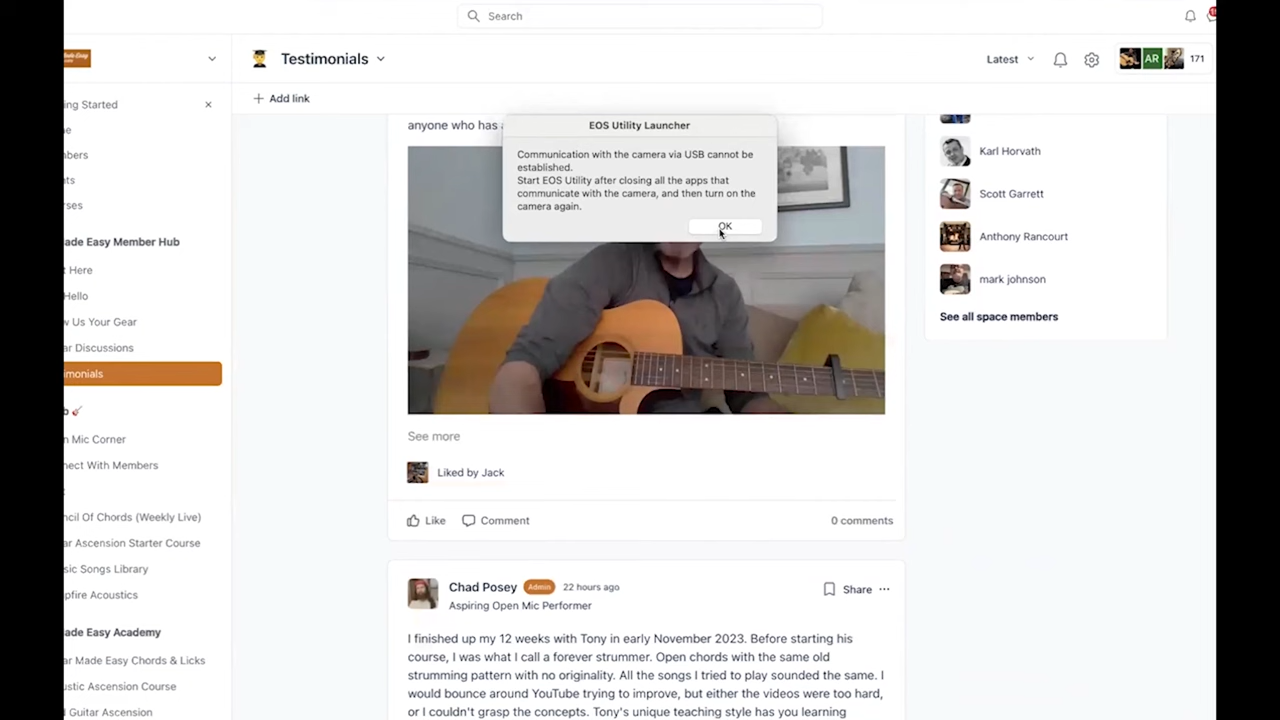 Search
Testimonials
Latest
AR
171
Add link
ing Started
anyone who has
EOS Utility Launcher
Communication with the camera via USB cannot be
established.
Start EOS Utility after closing all the apps that
communicate with the camera, and then turn on the
camera again.
OK
Karl Horvath
Scott Garrett
Anthony Rancourt
mark johnson
See all space members
ade Easy Member Hub
t Here
Hello
w Us Your Gear
ar Discussions
imonials
n Mic Corner
nect With Members
ncil Of Chords (Weekly Live)
ar Ascension Starter Course
sic Songs Library
npfire Acoustics
ade Easy Academy
ar Made Easy Chords & Licks
ustic Ascension Course
d Guitar Ascension
See more
Liked by Jack
Like
Comment
0 comments
Chad Posey
Admin
22 hours ago
Share
Aspiring Open Mic Performer
I finished up my 12 weeks with Tony in early November 2023. Before starting his
course, I was what I call a forever strummer. Open chords with the same old
strumming pattern with no originality. All the songs I tried to play sounded the same. I
would bounce around YouTube trying to improve, but either the videos were too hard,
or I couldn't grasp the concepts. Tony's unique teaching style has you learning